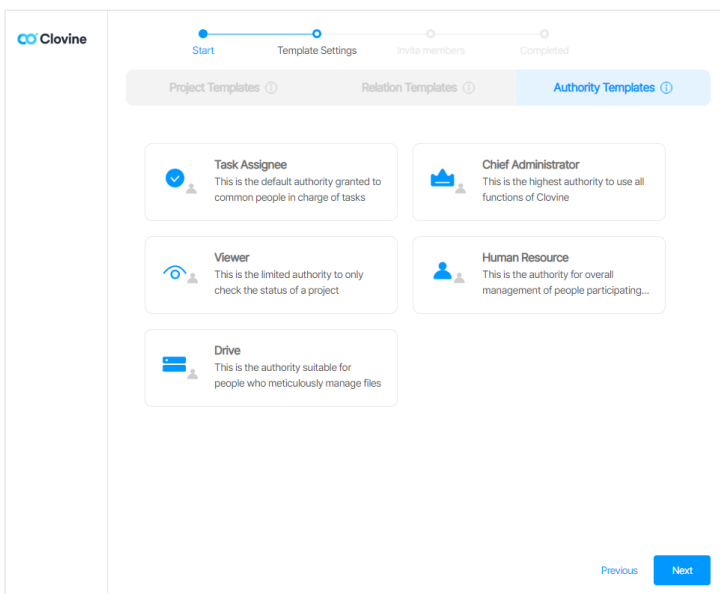 Clovine
Start
Template Settings
Invite members
Completed
Project Templates
Relation Templates
Authority Templates
Task Assignee
This is the default authority granted to
common people in charge of tasks
Chief Administrator
This is the highest authority to use all
functions of Clovine
Viewer
This is the limited authority to only
check the status of a project
Human Resource
This is the authority for overall
management of people participating...
Drive
This is the authority suitable for
people who meticulously manage files
Previous
Next